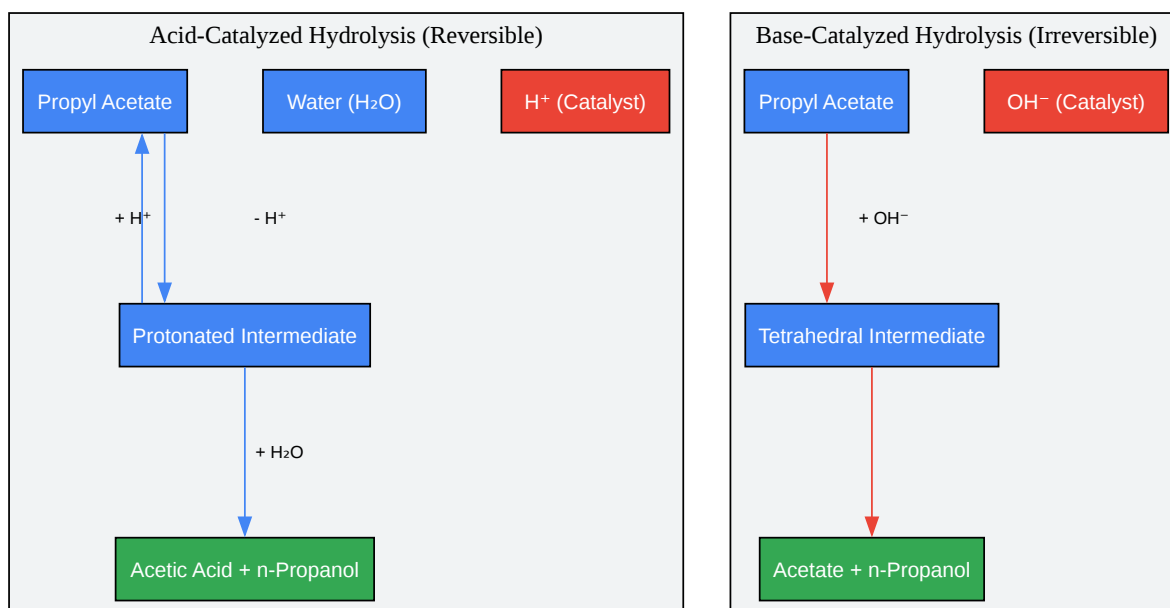 Acid-Catalyzed Hydrolysis (Reversible)
Propyl Acetate
Water (H₂O)
H⁺ (Catalyst)
+ H⁺
- H⁺
Protonated Intermediate
+ H₂O
Acetic Acid + n-Propanol
Base-Catalyzed Hydrolysis (Irreversible)
Propyl Acetate
OH⁻ (Catalyst)
+ OH⁻
Tetrahedral Intermediate
Acetate + n-Propanol